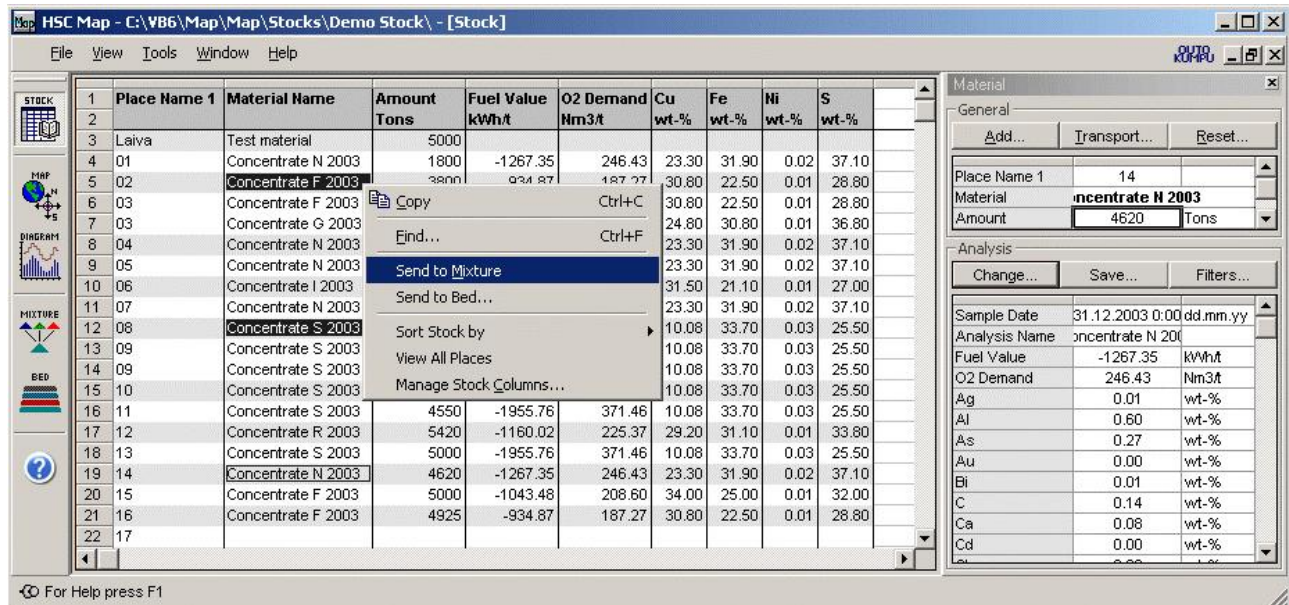 HSC Map - C:\VB6\Map\Map\Stocks\Demo Stock\ - [Stock]
File View Tools Window Help
OUTO KUMPU
STOCK
MAP
N
S
DIAGRAM
MIXTURE
BED
1 Place Name 1 Material Name Amount Fuel Value O2 Demand Cu Fe Ni S
2 Tons kWh/t Nm3/t wt-% wt-% wt-% wt-%
3 Laiva Test material 5000
4 01 Concentrate N 2003 1800 -1267.35 246.43 23.30 31.90 0.02 37.10
5 02 Concentrate F 2003 3800 934.87 187.27 30.80 22.50 0.01 28.80
6 03 Concentrate F 2003 30.80 22.50 0.01 28.80
7 03 Concentrate G 2003 24.80 30.80 0.01 36.80
8 04 Concentrate N 2003 23.30 31.90 0.02 37.10
9 05 Concentrate N 2003 23.30 31.90 0.02 37.10
10 06 Concentrate I 2003 31.50 21.10 0.01 27.00
11 07 Concentrate N 2003 23.30 31.90 0.02 37.10
12 08 Concentrate S 2003 10.08 33.70 0.03 25.50
13 09 Concentrate S 2003 10.08 33.70 0.03 25.50
14 09 Concentrate S 2003 10.08 33.70 0.03 25.50
15 10 Concentrate S 2003 10.08 33.70 0.03 25.50
16 11 Concentrate S 2003 4550 -1955.76 371.46 10.08 33.70 0.03 25.50
17 12 Concentrate R 2003 5420 -1160.02 225.37 29.20 31.10 0.01 33.80
18 13 Concentrate S 2003 5000 -1955.76 371.46 10.08 33.70 0.03 25.50
19 14 Concentrate N 2003 4620 -1267.35 246.43 23.30 31.90 0.02 37.10
20 15 Concentrate F 2003 5000 -1043.48 208.60 34.00 25.00 0.01 32.00
21 16 Concentrate F 2003 4925 -934.87 187.27 30.80 22.50 0.01 28.80
22 17
Copy Ctrl+C
Find... Ctrl+F
Send to Mixture
Send to Bed...
Sort Stock by
View All Places
Manage Stock Columns...
Material
General
Add... Transport... Reset...
Place Name 1 14
Material oncentrate N 2003
Amount 4620 Tons
Analysis
Change... Save... Filters...
Sample Date 31.12.2003 0:00 dd.mm.yy
Analysis Name oncentrate N 200
Fuel Value -1267.35 kWh/t
O2 Demand 246.43 Nm3/t
Ag 0.01 wt-%
Al 0.60 wt-%
As 0.27 wt-%
Au 0.00 wt-%
Bi 0.01 wt-%
C 0.14 wt-%
Ca 0.08 wt-%
Cd 0.00 wt-%
For Help press F1